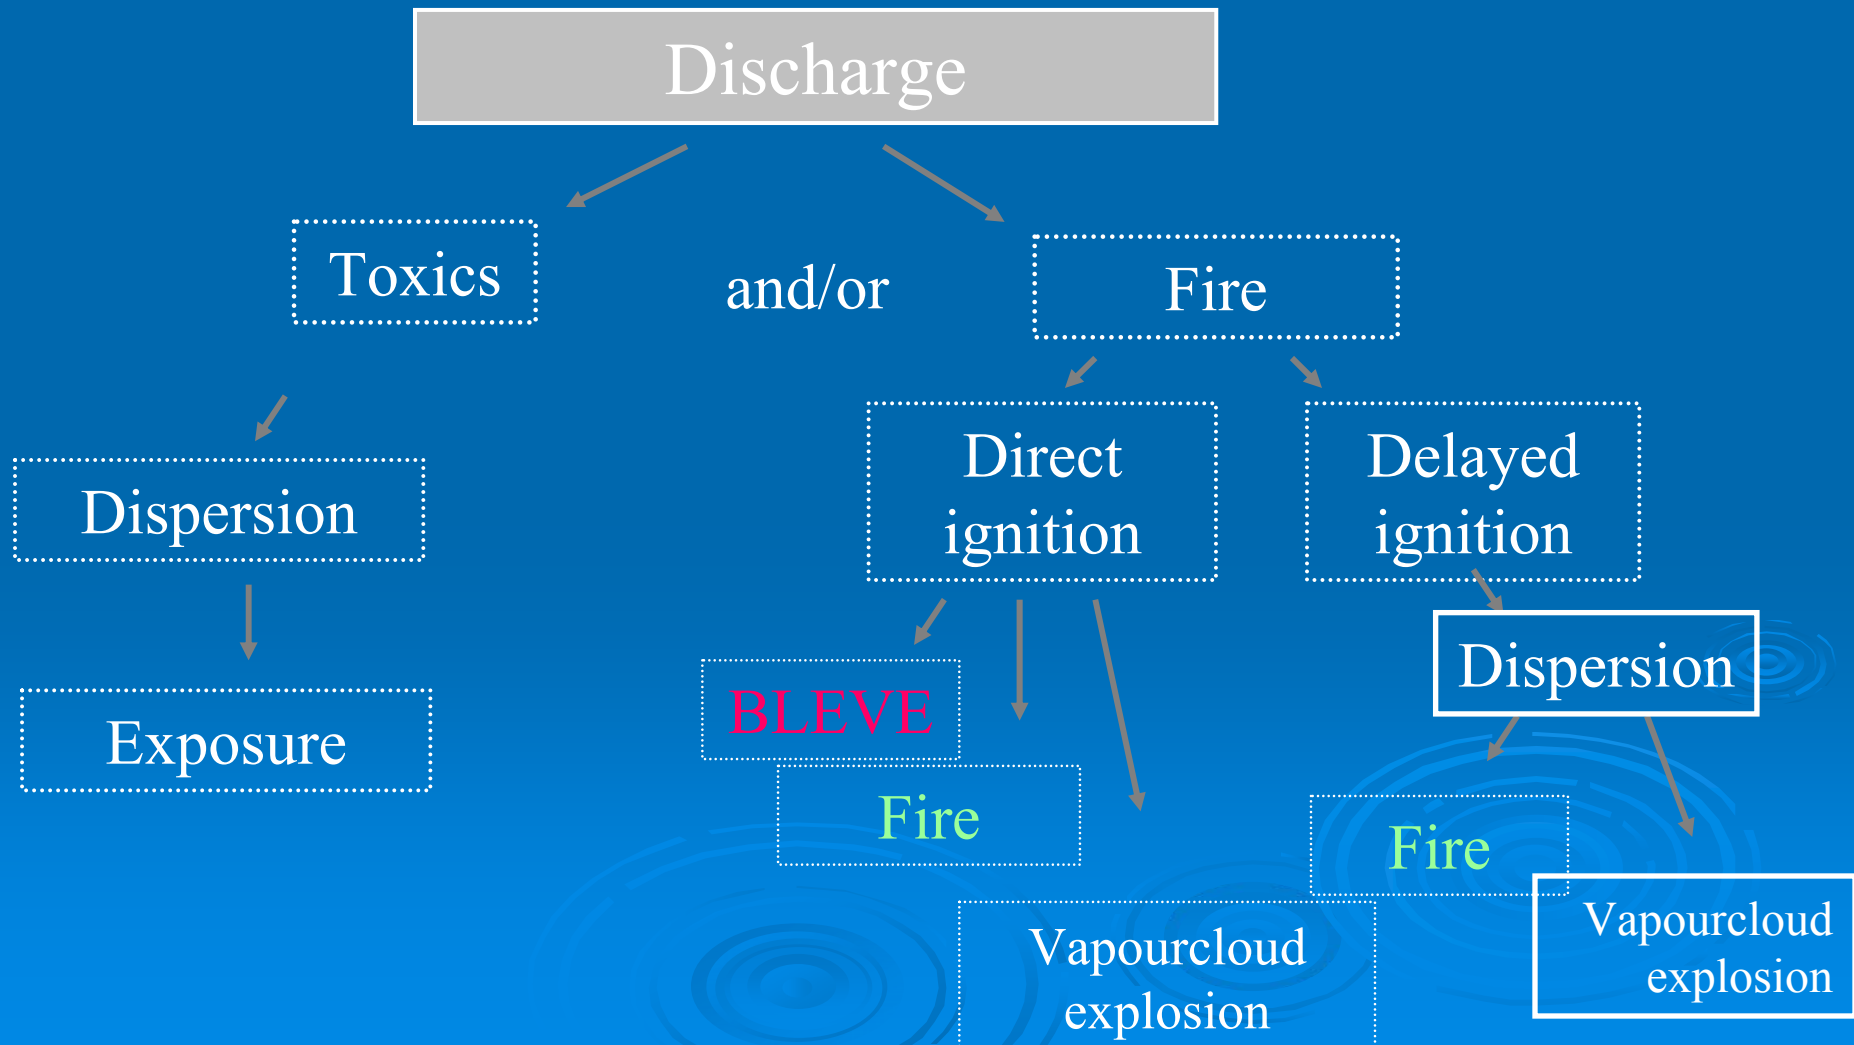 Discharge
Toxics
and/or
Fire
Direct
ignition
Delayed
ignition
Dispersion
Dispersion
Exposure
BLEVE
Fire
Fire
Vapourcloud
explosion
Vapourcloud
explosion